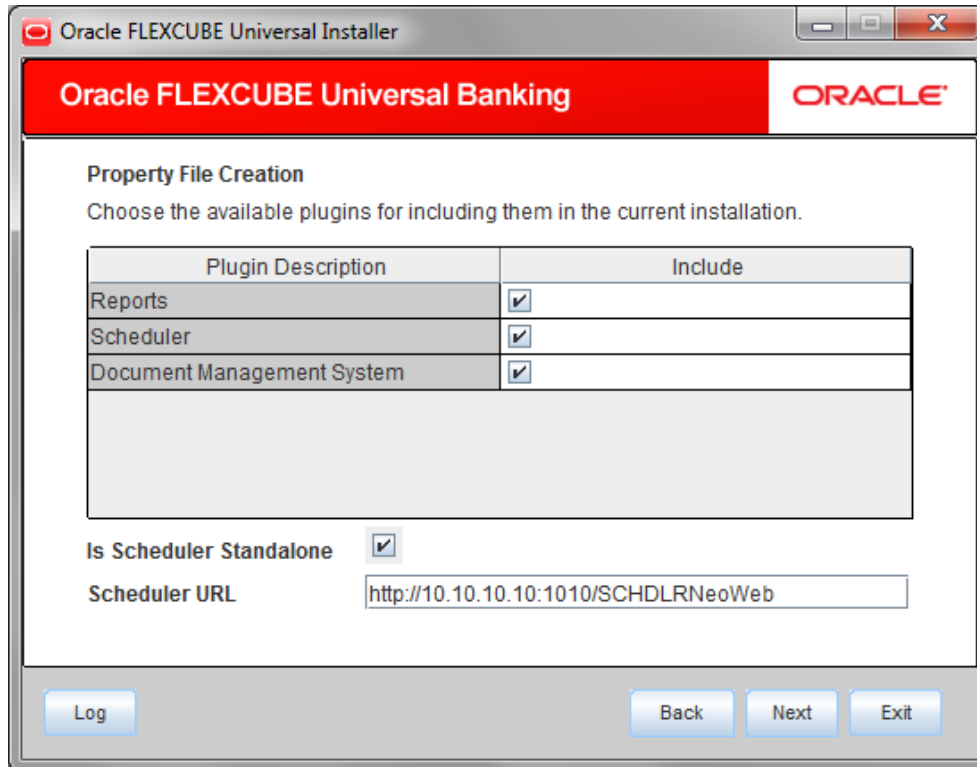 Oracle FLEXCUBE Universal Installer
Oracle FLEXCUBE Universal Banking
ORACLE
Property File Creation
Choose the available plugins for including them in the current installation.
Plugin Description Include
Reports
Scheduler
Document Management System
Is Scheduler Standalone
Scheduler URL http://10.10.10.10:1010/SCHDLRNeoWeb
Log Back Next Exit